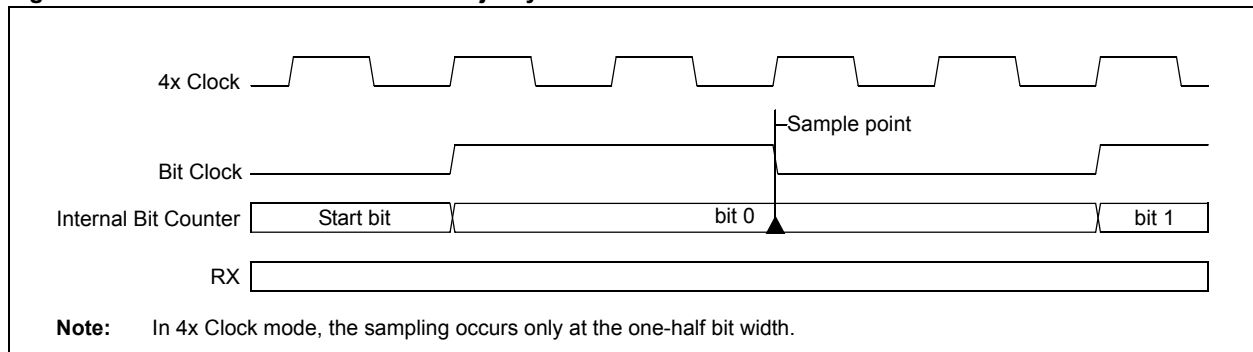 4x Clock
Sample point
Bit Clock
Internal Bit Counter Start bit bit 0 bit 1
RX
Note: In 4x Clock mode, the sampling occurs only at the one-half bit width.